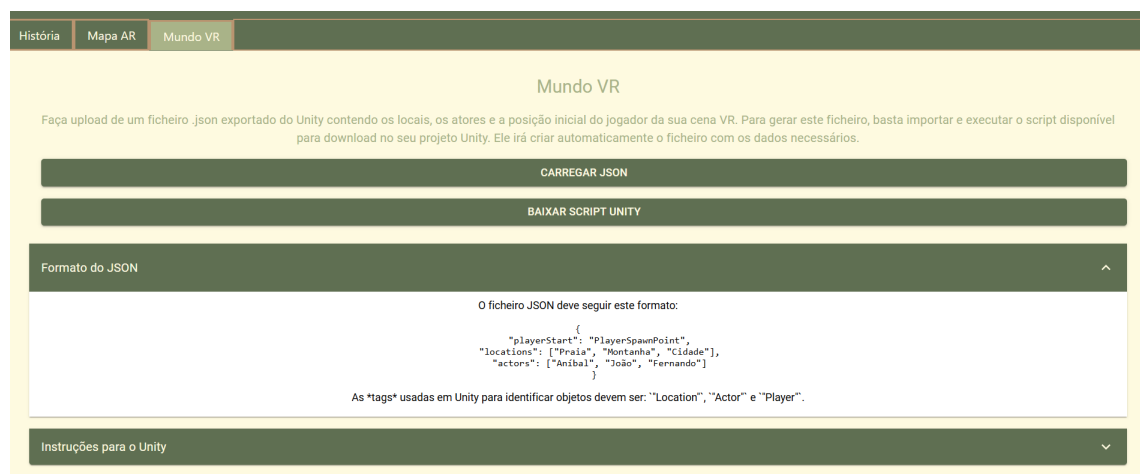 História
Mapa AR
Mundo VR
Mundo VR
Faça upload de um ficheiro .json exportado do Unity contendo os locais, os atores e a posição inicial do jogador da sua cena VR. Para gerar este ficheiro, basta importar e executar o script disponível
para download no seu projeto Unity. Ele irá criar automaticamente o ficheiro com os dados necessários.
CARREGAR JSON
BAIXAR SCRIPT UNITY
Formato do JSON
O ficheiro JSON deve seguir este formato:
{
"playerStart": "PlayerSpawnPoint",
"locations": ["Praia", "Montanha", "Cidade"],
"actors": ["Aníbal", "João", "Fernando"]
}
As *tags* usadas em Unity para identificar objetos devem ser: `"Location"`, `"Actor"` e `"Player"`.
Instruções para o Unity